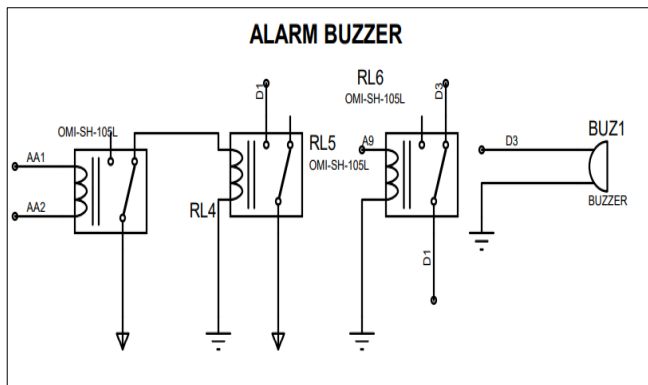 ALARM BUZZER
RL6
OMI-SH-105L
D1
D3
OMI-SH-105L
RL5
OMI-SH-105L
A9
D3
BUZ1
AA1
AA2
RL4
BUZZER
D1